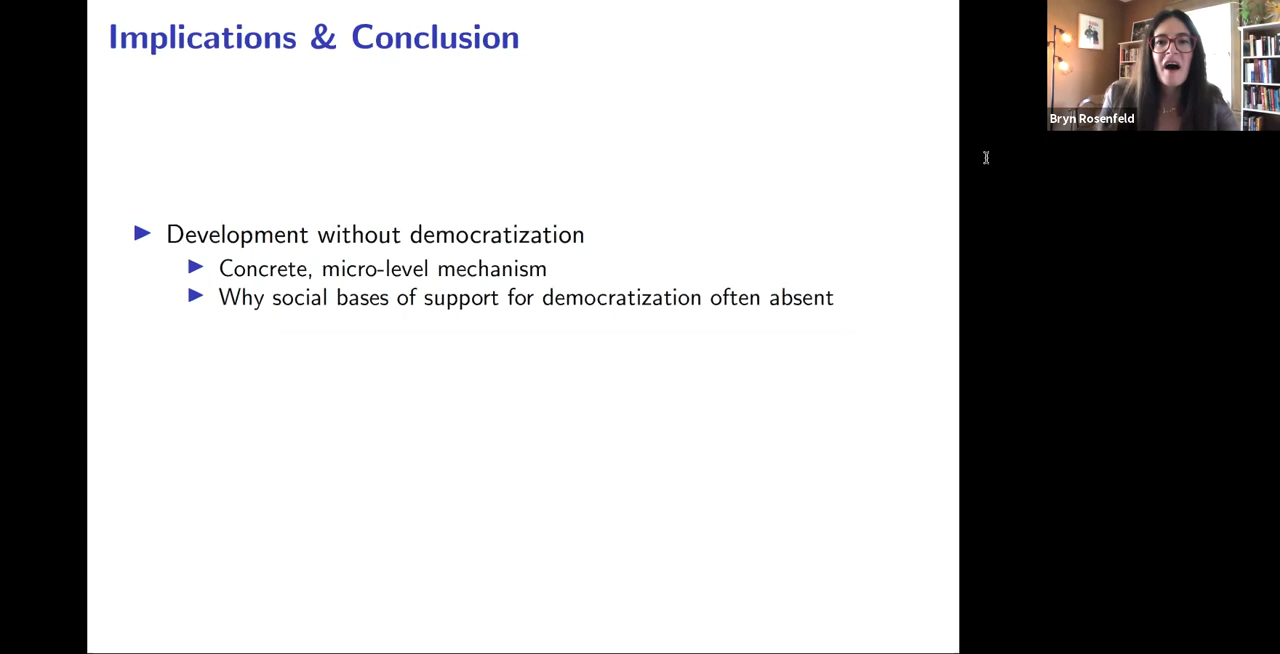 Implications & Conclusion
Bryn Rosenfeld
Development without democratization
Concrete, micro-level mechanism
Why social bases of support for democratization often absent